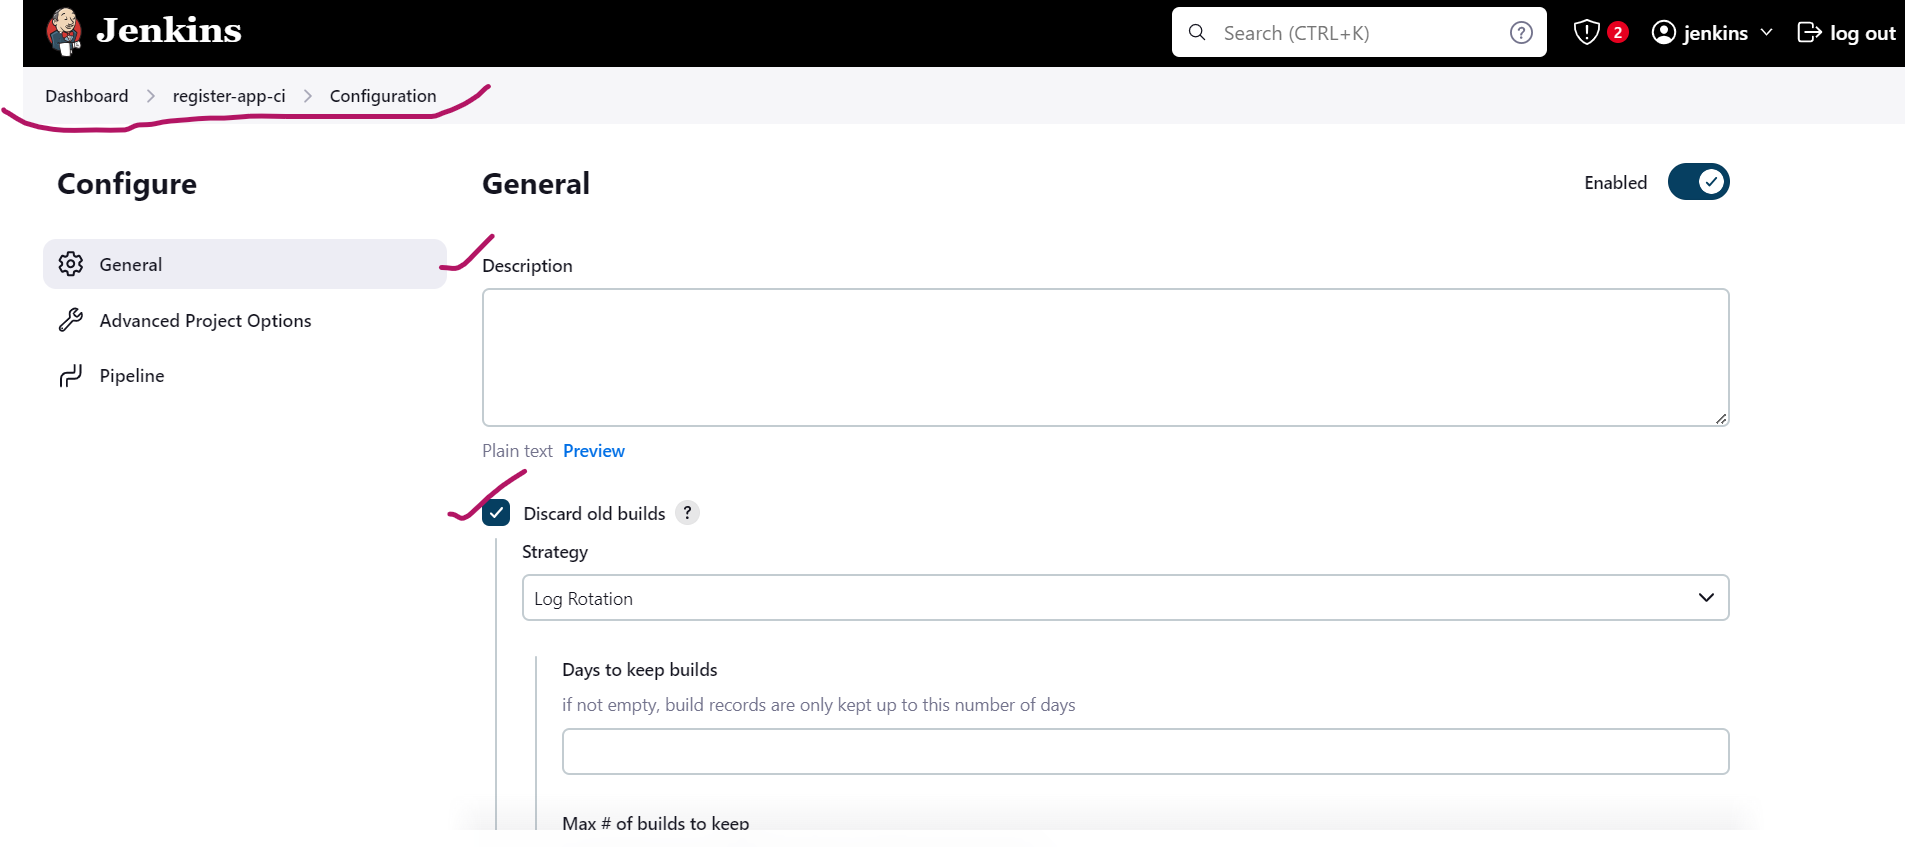 Jenkins
Search (CTRL+K)
?
2
jenkins
log out
Dashboard > register-app-ci > Configuration
Configure
General
Enabled
General
Advanced Project Options
Pipeline
Description
Plain text Preview
Discard old builds ?
Strategy
Log Rotation
Days to keep builds
if not empty, build records are only kept up to this number of days
Max # of builds to keep